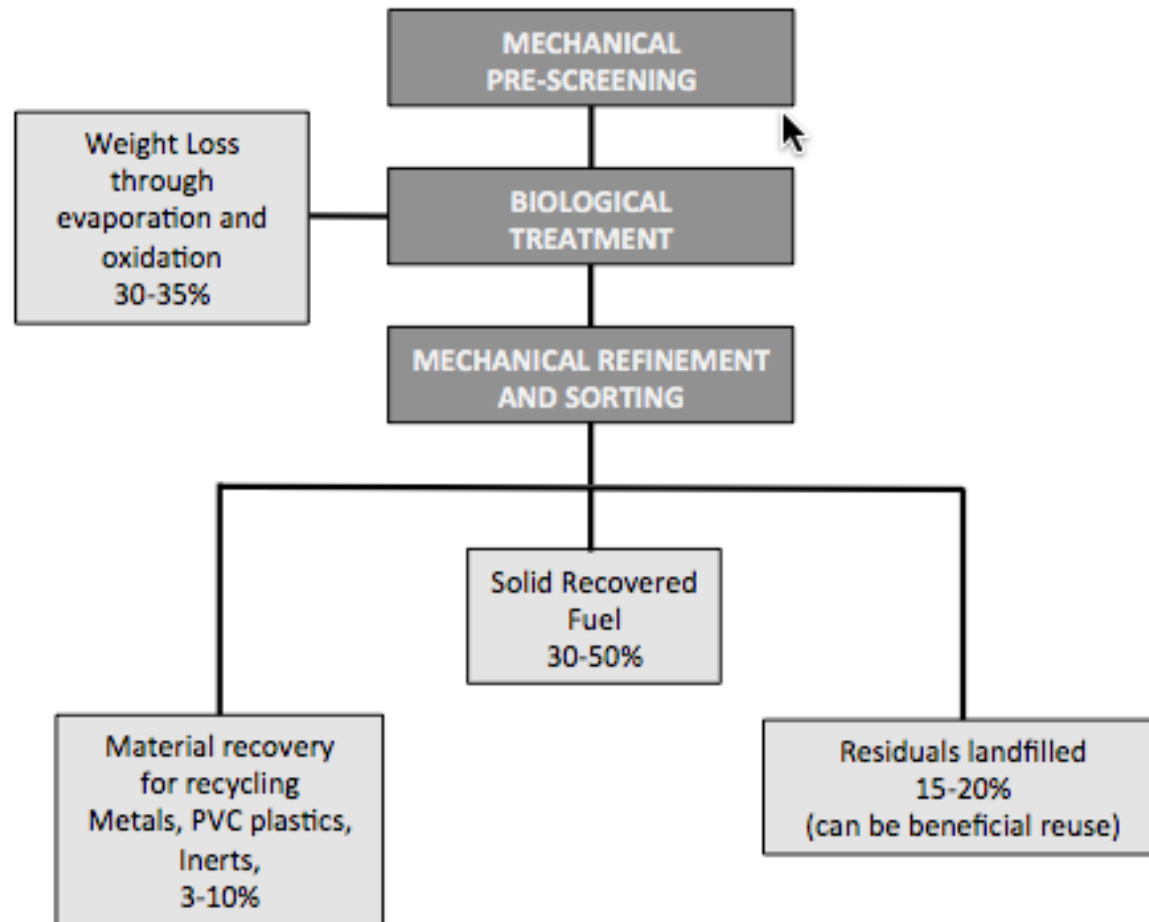 MECHANICAL
PRE-SCREENING
Weight Loss
through
evaporation and
oxidation
30-35%
BIOLOGICAL
TREATMENT
MECHANICAL REFINEMENT
AND SORTING
Solid Recovered
Fuel
30-50%
Material recovery
for recycling
Metals, PVC plastics,
Inerts,
3-10%
Residuals landfilled
15-20%
(can be beneficial reuse)